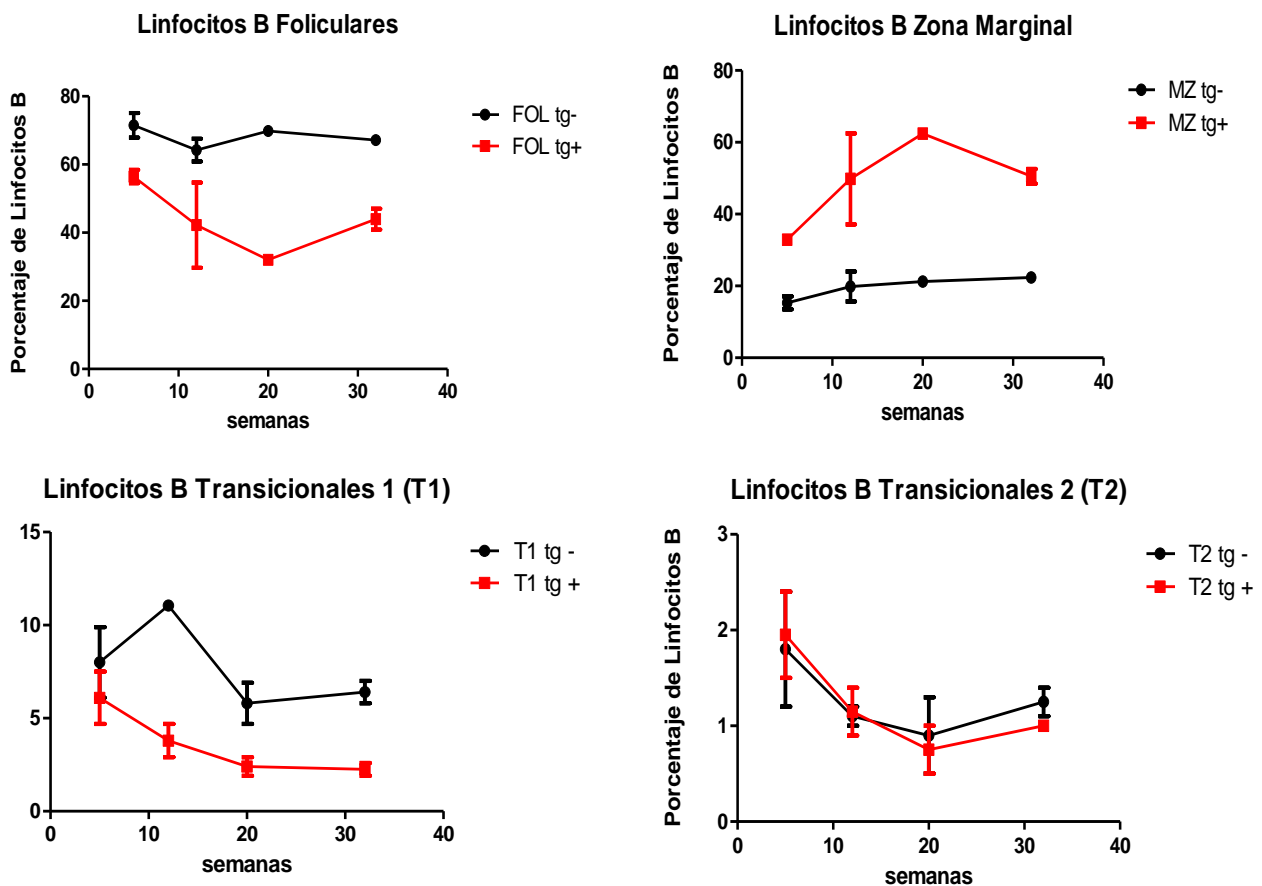 Linfocitos B Foliculares
Porcentaje de Linfocitos B
80
60
40
20
0
0 10 20 30 40
semanas
FOL tg-
FOL tg+
Linfocitos B Zona Marginal
Porcentaje de Linfocitos B
80
60
40
20
0
0 10 20 30 40
semanas
MZ tg-
MZ tg+
Linfocitos B Transicionales 1 (T1)
15
10
5
0
0 10 20 30 40
semanas
T1 tg -
T1 tg +
Linfocitos B Transicionales 2 (T2)
Porcentaje de Linfocitos B
3
2
1
0
0 10 20 30 40
semanas
T2 tg -
T2 tg +